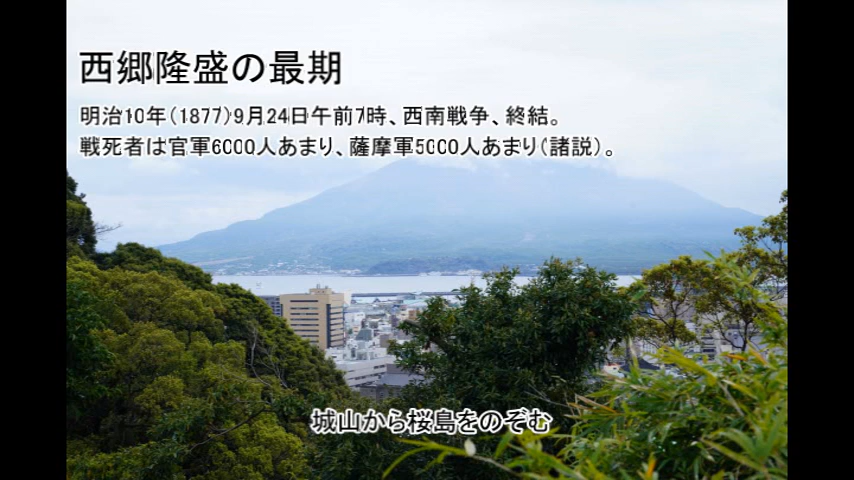 西郷隆盛の最期
明治10年（1877）9月24日午前7時、西南戦争、終結。
戦死者は官軍6000人あまり、薩摩軍5000人あまり（諸説）。
城山から桜島をのぞむ